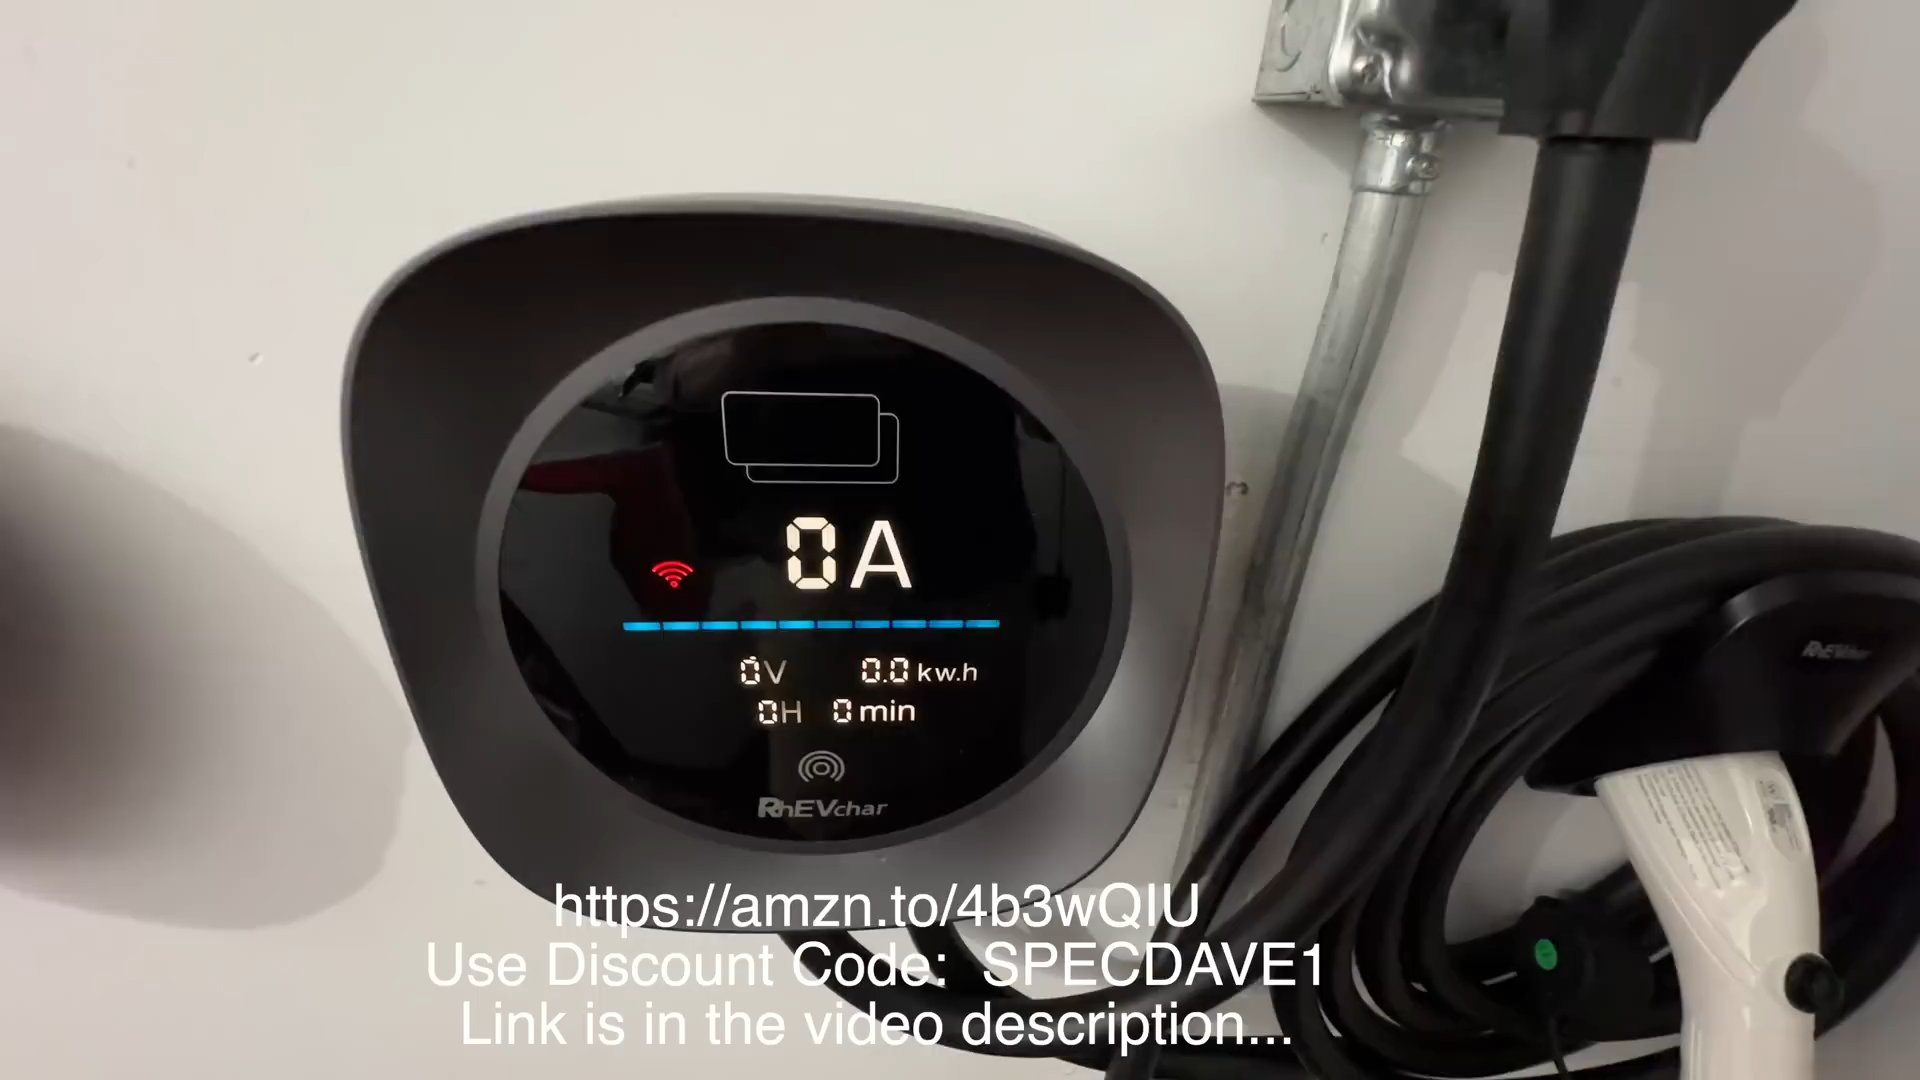 0A
0V 0.0 kw.h
0H 0 min
RhEVchar
RhEVchar
https://amzn.to/4b3wQIU
Use Discount Code: SPECDAVE1
Link is in the video description...